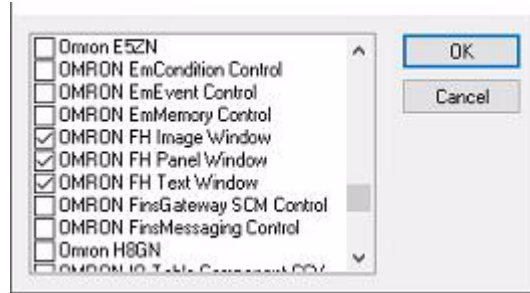 Omron E5ZN
OMRON EmCondition Control
OMRON EmEvent Control
OMRON EmMemory Control
OMRON FH Image Window
OMRON FH Panel Window
OMRON FH Text Window
OMRON FinsGateway SCM Control
OMRON FinsMessaging Control
Omron H8GN
OK
Cancel